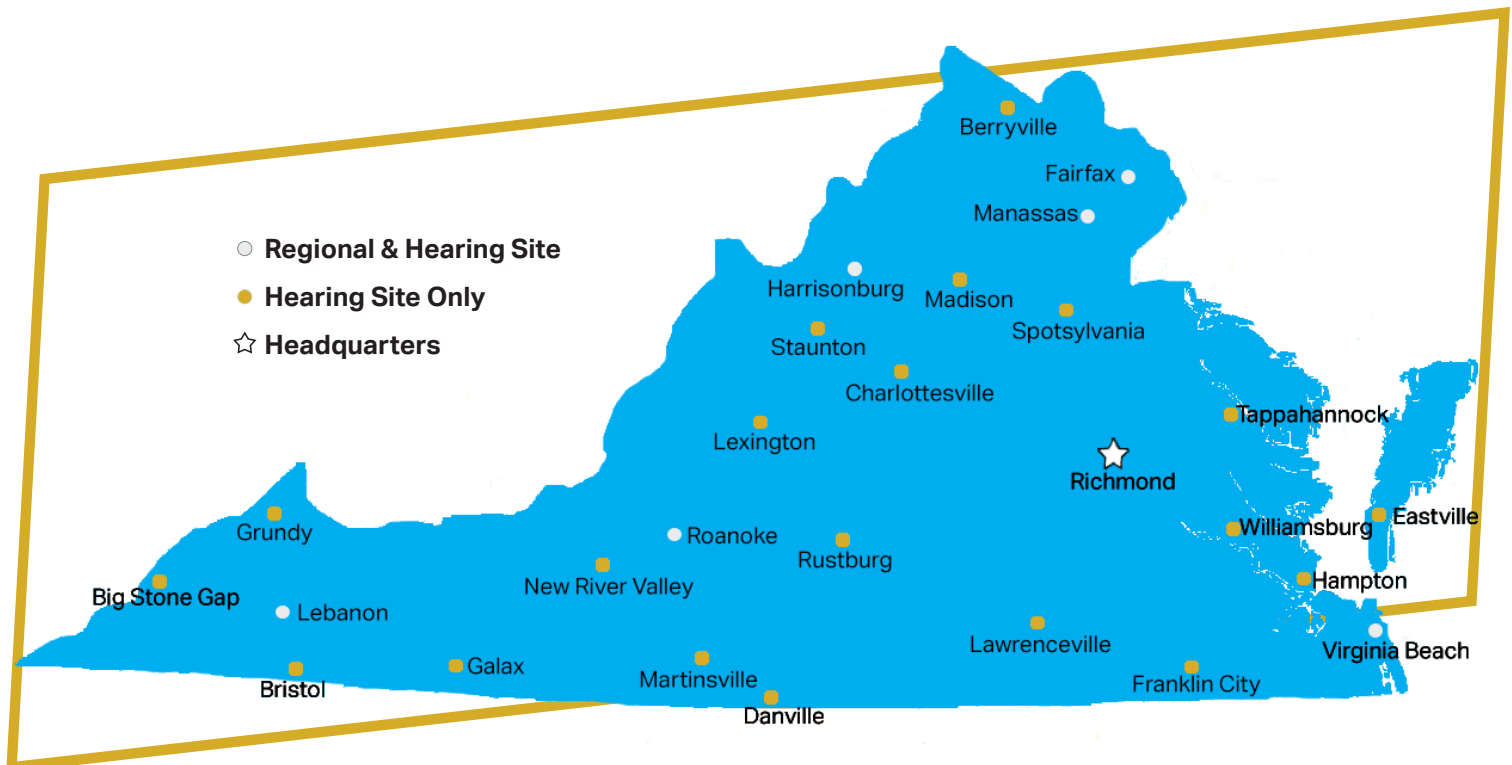 Berryville
Fairfax
Manassas
Regional & Hearing Site
Harrisonburg
Madison
Hearing Site Only
Spotsylvania
Headquarters
Staunton
Charlottesville
Tappahannock
Lexington
Richmond
Grundy
Roanoke
Rustburg
Williamsburg
Eastville
New River Valley
Hampton
Big Stone Gap
Lebanon
Lawrenceville
Virginia Beach
Galax
Martinsville
Franklin City
Bristol
Danville